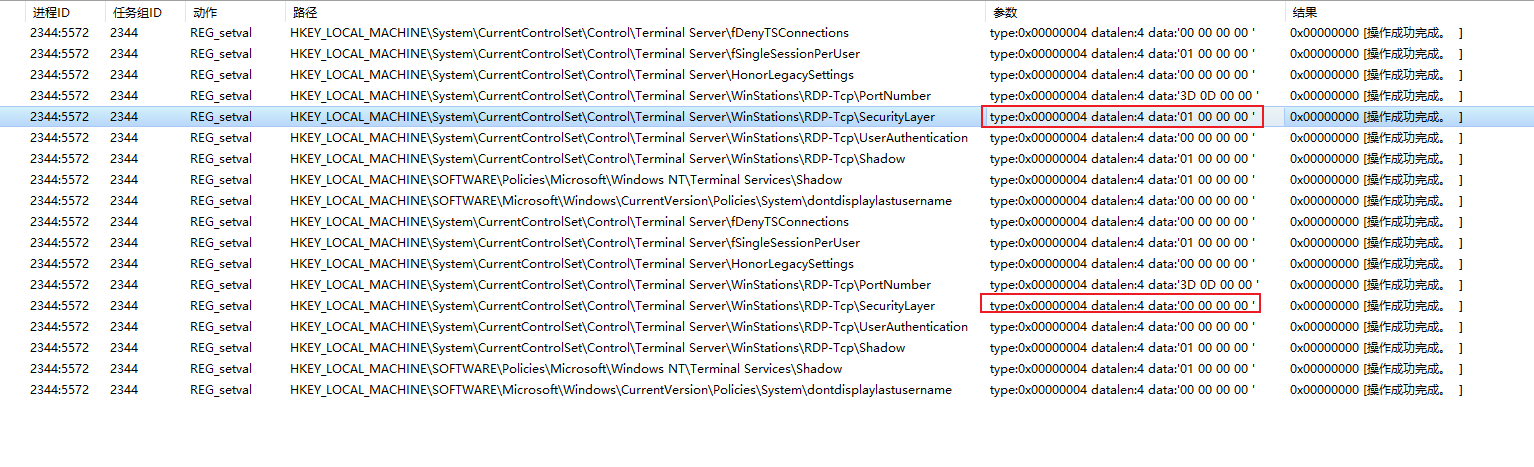 进程ID 任务组ID 动作 路径 参数 结果
2344:5572 2344 REG_setval HKEY_LOCAL_MACHINE\System\CurrentControlSet\Control\Terminal Server\fDenyTSConnections type:0x00000004 datalen:4 data:'00 00 00 00 ' 0x00000000 [操作成功完成。 ]
2344:5572 2344 REG_setval HKEY_LOCAL_MACHINE\System\CurrentControlSet\Control\Terminal Server\fSingleSessionPerUser type:0x00000004 datalen:4 data:'01 00 00 00 ' 0x00000000 [操作成功完成。 ]
2344:5572 2344 REG_setval HKEY_LOCAL_MACHINE\System\CurrentControlSet\Control\Terminal Server\HonorLegacySettings type:0x00000004 datalen:4 data:'00 00 00 00 ' 0x00000000 [操作成功完成。 ]
2344:5572 2344 REG_setval HKEY_LOCAL_MACHINE\System\CurrentControlSet\Control\Terminal Server\WinStations\RDP-Tcp\PortNumber type:0x00000004 datalen:4 data:'3D 0D 00 00 ' 0x00000000 [操作成功完成。 ]
2344:5572 2344 REG_setval HKEY_LOCAL_MACHINE\System\CurrentControlSet\Control\Terminal Server\WinStations\RDP-Tcp\SecurityLayer type:0x00000004 datalen:4 data:'01 00 00 00 ' 0x00000000 [操作成功完成。 ]
2344:5572 2344 REG_setval HKEY_LOCAL_MACHINE\System\CurrentControlSet\Control\Terminal Server\WinStations\RDP-Tcp\UserAuthentication type:0x00000004 datalen:4 data:'00 00 00 00 ' 0x00000000 [操作成功完成。 ]
2344:5572 2344 REG_setval HKEY_LOCAL_MACHINE\System\CurrentControlSet\Control\Terminal Server\WinStations\RDP-Tcp\Shadow type:0x00000004 datalen:4 data:'01 00 00 00 ' 0x00000000 [操作成功完成。 ]
2344:5572 2344 REG_setval HKEY_LOCAL_MACHINE\SOFTWARE\Policies\Microsoft\Windows NT\Terminal Services\Shadow type:0x00000004 datalen:4 data:'01 00 00 00 ' 0x00000000 [操作成功完成。 ]
2344:5572 2344 REG_setval HKEY_LOCAL_MACHINE\SOFTWARE\Microsoft\Windows\CurrentVersion\Policies\System\dontdisplaylastusername type:0x00000004 datalen:4 data:'00 00 00 00 ' 0x00000000 [操作成功完成。 ]
2344:5572 2344 REG_setval HKEY_LOCAL_MACHINE\System\CurrentControlSet\Control\Terminal Server\fDenyTSConnections type:0x00000004 datalen:4 data:'00 00 00 00 ' 0x00000000 [操作成功完成。 ]
2344:5572 2344 REG_setval HKEY_LOCAL_MACHINE\System\CurrentControlSet\Control\Terminal Server\fSingleSessionPerUser type:0x00000004 datalen:4 data:'01 00 00 00 ' 0x00000000 [操作成功完成。 ]
2344:5572 2344 REG_setval HKEY_LOCAL_MACHINE\System\CurrentControlSet\Control\Terminal Server\HonorLegacySettings type:0x00000004 datalen:4 data:'00 00 00 00 ' 0x00000000 [操作成功完成。 ]
2344:5572 2344 REG_setval HKEY_LOCAL_MACHINE\System\CurrentControlSet\Control\Terminal Server\WinStations\RDP-Tcp\PortNumber type:0x00000004 datalen:4 data:'3D 0D 00 00 ' 0x00000000 [操作成功完成。 ]
2344:5572 2344 REG_setval HKEY_LOCAL_MACHINE\System\CurrentControlSet\Control\Terminal Server\WinStations\RDP-Tcp\SecurityLayer type:0x00000004 datalen:4 data:'00 00 00 00 ' 0x00000000 [操作成功完成。 ]
2344:5572 2344 REG_setval HKEY_LOCAL_MACHINE\System\CurrentControlSet\Control\Terminal Server\WinStations\RDP-Tcp\UserAuthentication type:0x00000004 datalen:4 data:'00 00 00 00 ' 0x00000000 [操作成功完成。 ]
2344:5572 2344 REG_setval HKEY_LOCAL_MACHINE\System\CurrentControlSet\Control\Terminal Server\WinStations\RDP-Tcp\Shadow type:0x00000004 datalen:4 data:'01 00 00 00 ' 0x00000000 [操作成功完成。 ]
2344:5572 2344 REG_setval HKEY_LOCAL_MACHINE\SOFTWARE\Policies\Microsoft\Windows NT\Terminal Services\Shadow type:0x00000004 datalen:4 data:'01 00 00 00 ' 0x00000000 [操作成功完成。 ]
2344:5572 2344 REG_setval HKEY_LOCAL_MACHINE\SOFTWARE\Microsoft\Windows\CurrentVersion\Policies\System\dontdisplaylastusername type:0x00000004 datalen:4 data:'00 00 00 00 ' 0x00000000 [操作成功完成。 ]